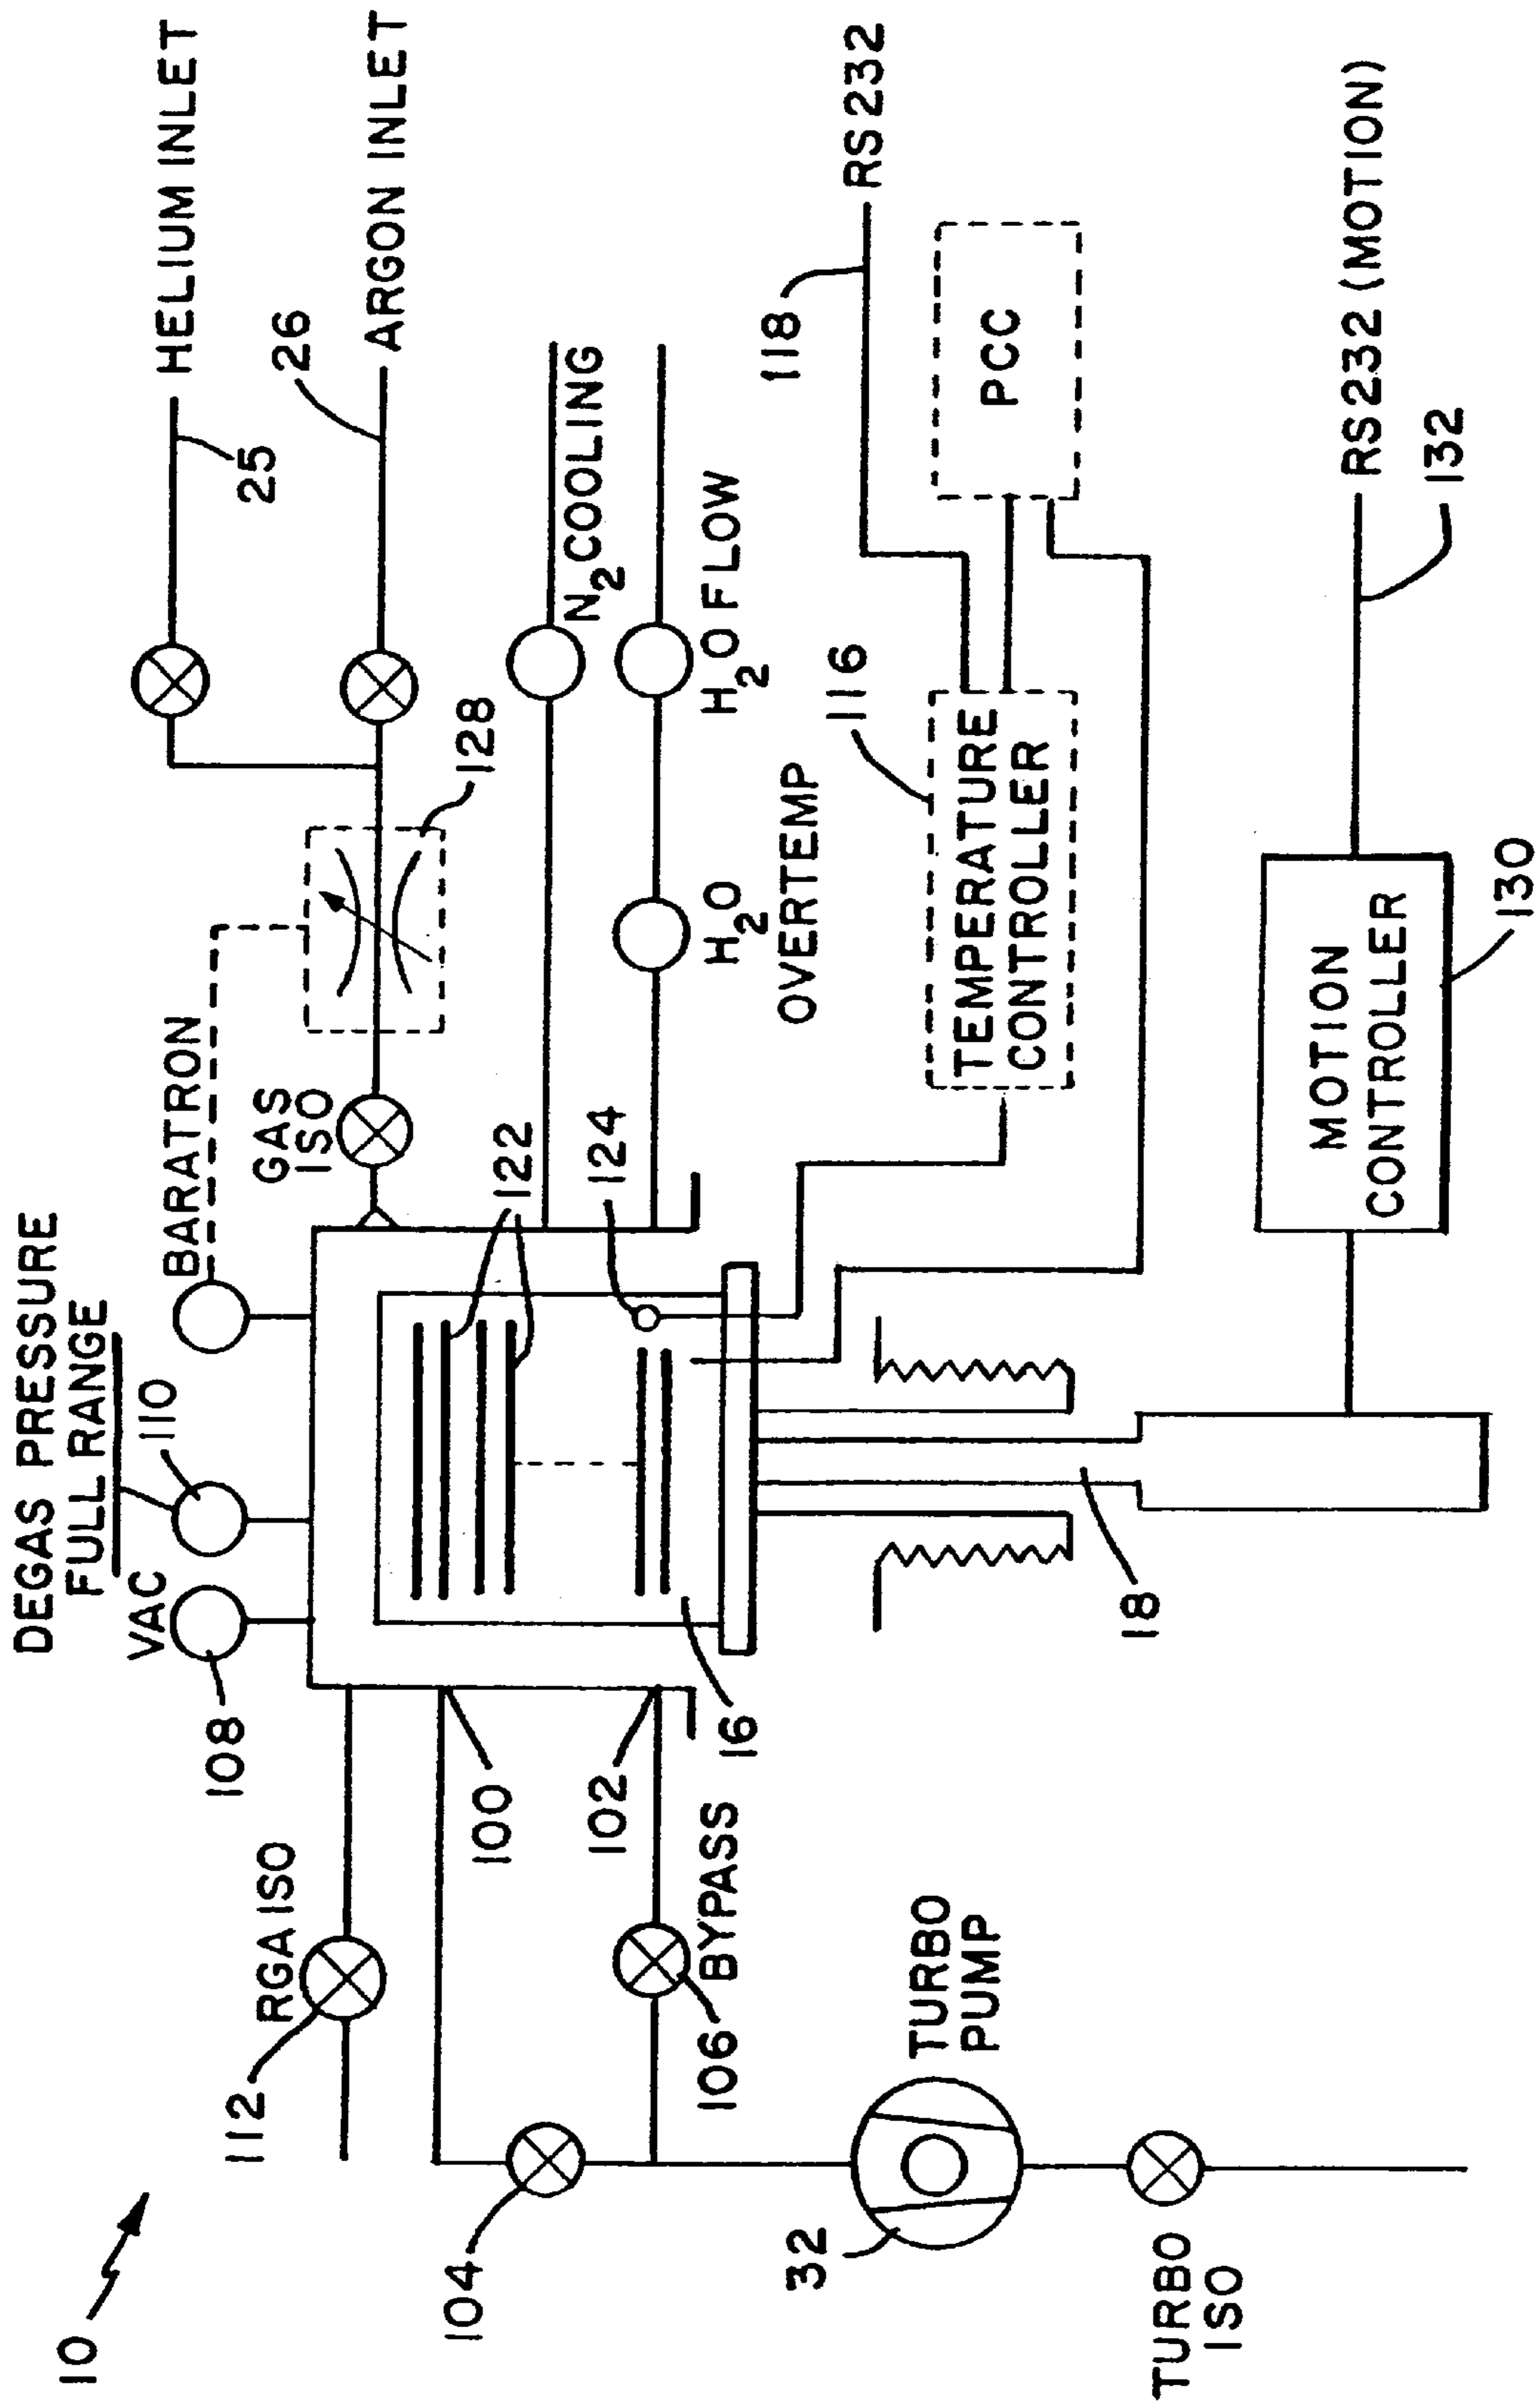 10
DEGAS PRESSURE
FULL RANGE
VAC
110
108
BARATRON
HELIUM INLET
25
26
ARGON INLET
GAS
ISO
128
112
RGA ISO
122
N2 COOLING
100
104
102
124
H2O
OVERTEMP
H2O FLOW
106
BYPASS
16
118
RS232
116
32
TURBO
PUMP
TEMPERATURE
CONTROLLER
PCC
18
TURBO
ISO
MOTION
CONTROLLER
130
RS232 (MOTION)
132